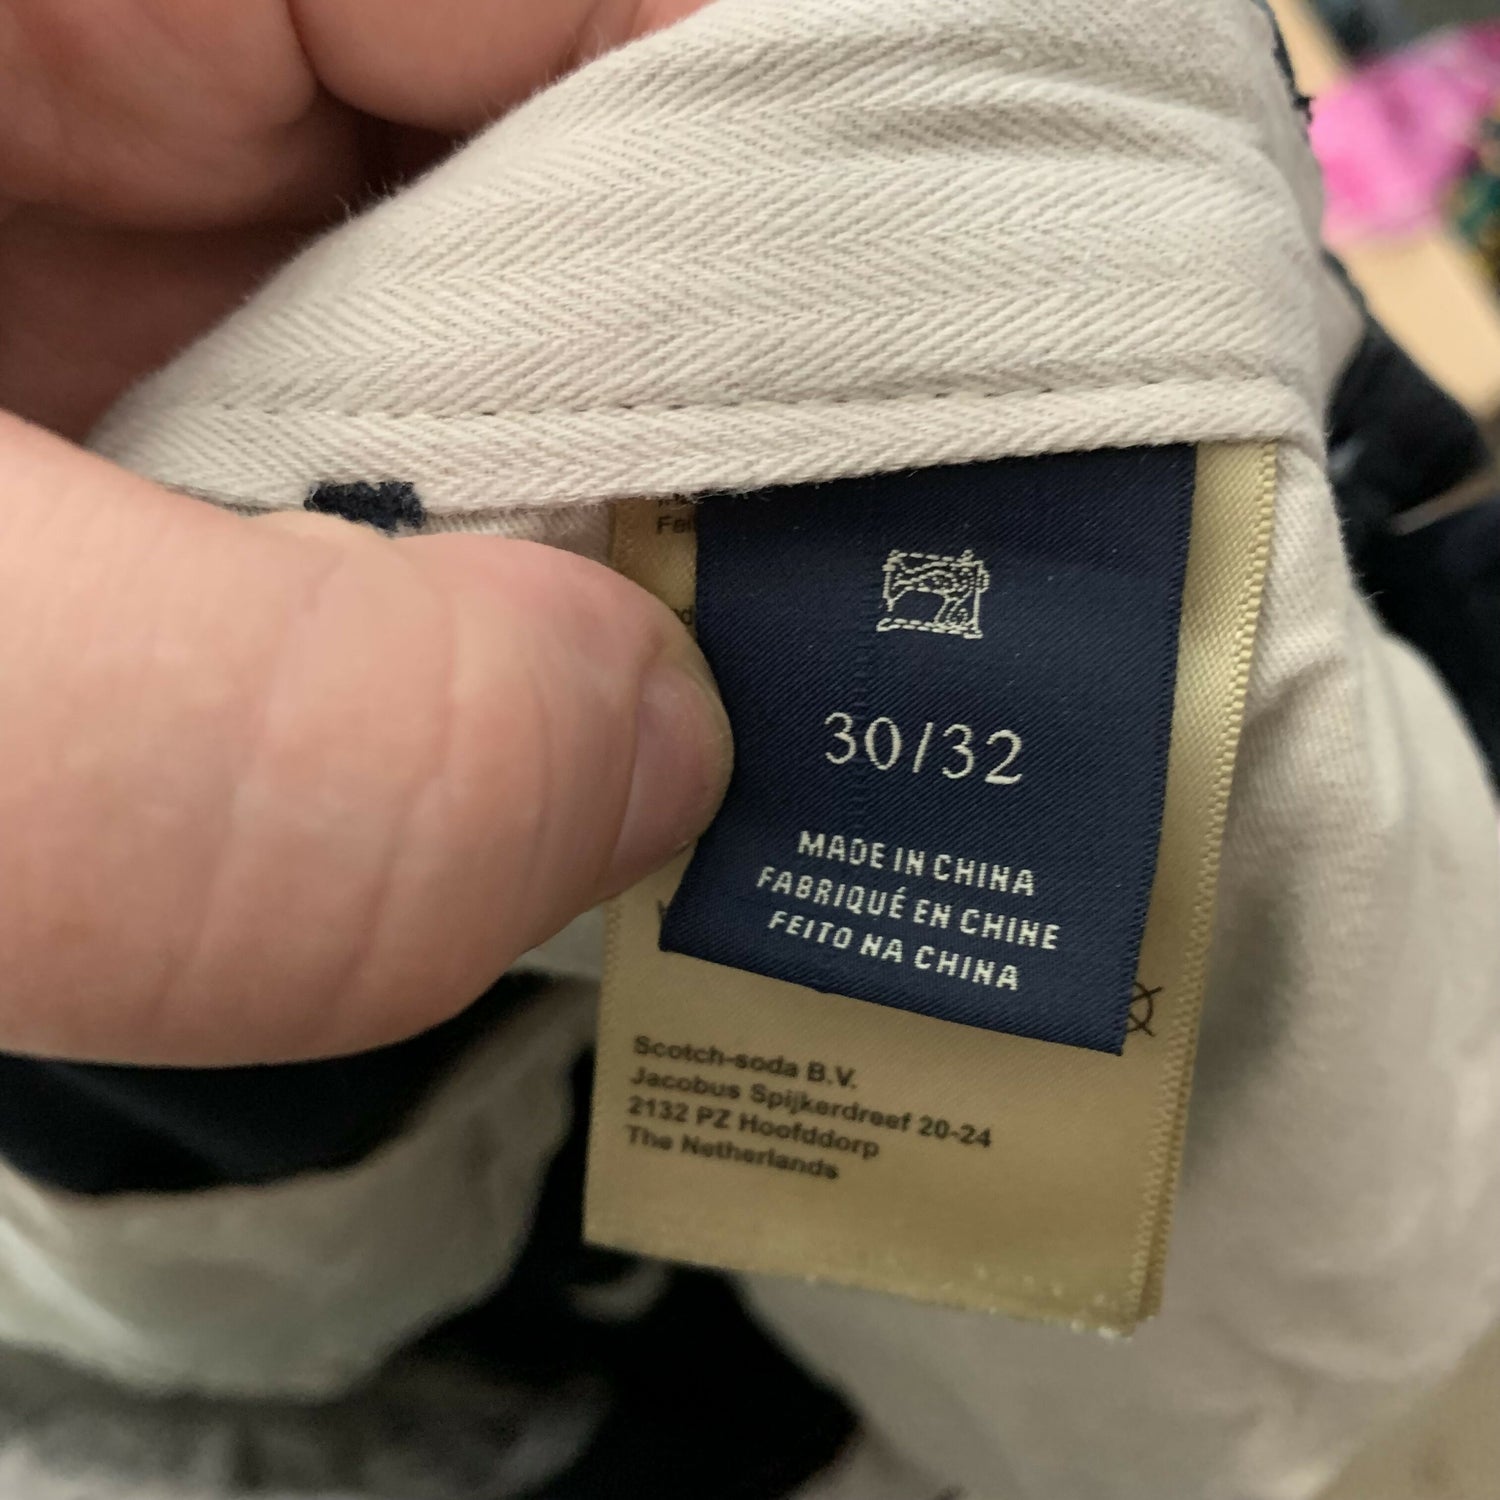 30/32
MADE IN CHINA
FABRIQUÉ EN CHINE
FEITO NA CHINA
Scotch-soda B.V.
Jacobus Spijkerdreef 20-24
2132 PZ Hoofddorp
The Netherlands